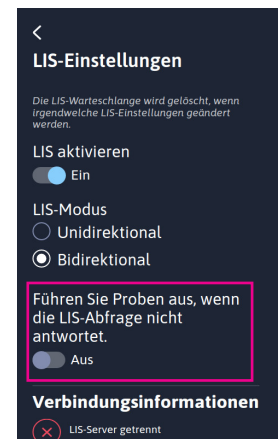 LIS-Einstellungen
Die LIS-Warteschlange wird gelöscht, wenn
irgendwelche LIS-Einstellungen geändert
werden.
LIS aktivieren
Ein
LIS-Modus
Unidirektional
Bidirektional
Führen Sie Proben aus, wenn
die LIS-Abfrage nicht
antwortet.
Aus
Verbindungsinformationen
LIS-Server getrennt